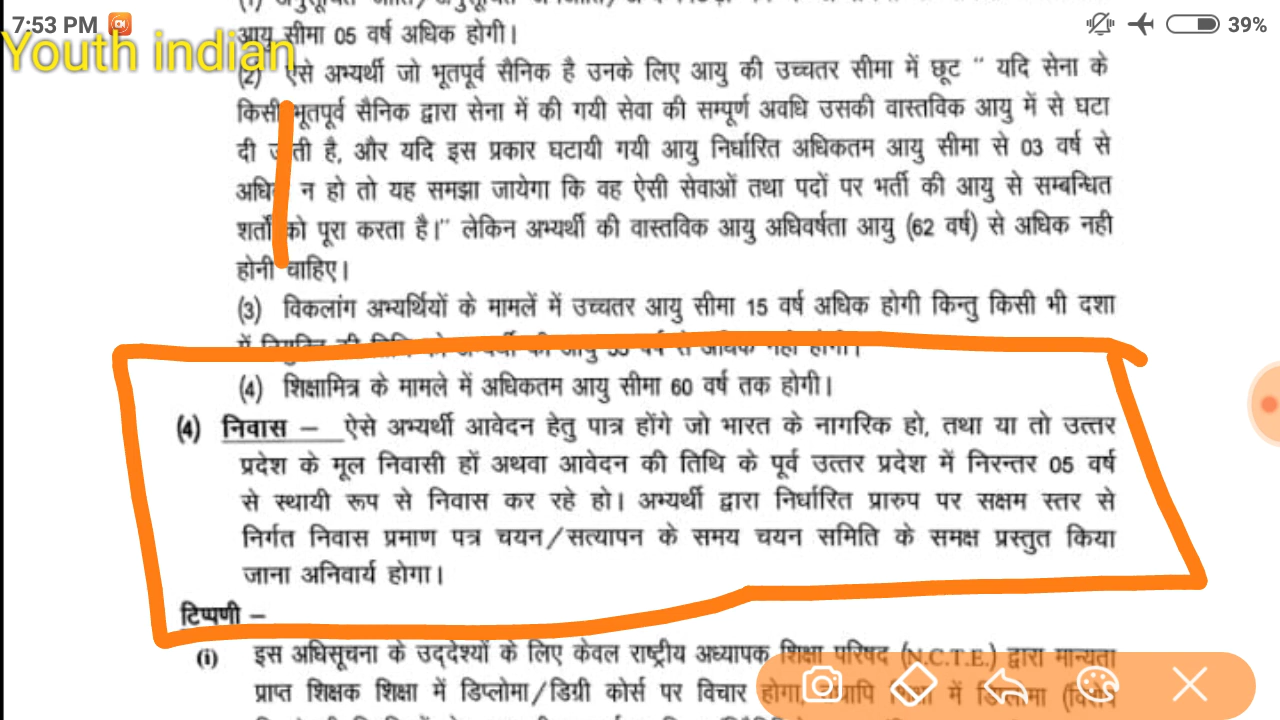 7:53 PM
39%
Youth indian
आयु सीमा 05 वर्ष अधिक होगी।
(2) ऐसे अभ्यर्थी जो भूतपूर्व सैनिक है उनके लिए आयु की उच्चतर सीमा में छूट " यदि सेना के
किसी भूतपूर्व सैनिक द्वारा सेना में की गयी सेवा की सम्पूर्ण अवधि उसकी वास्तविक आयु में से घटा
दी जाती है, और यदि इस प्रकार घटायी गयी आयु निर्धारित अधिकतम आयु सीमा से 03 वर्ष से
अधिक न हो तो यह समझा जायेगा कि वह ऐसी सेवाओं तथा पदों पर भर्ती की आयु से सम्बन्धित
शर्तों को पूरा करता है।" लेकिन अभ्यर्थी की वास्तविक आयु अधिवर्षता आयु (62 वर्ष) से अधिक नही
होनी चाहिए।
(3) विकलांग अभ्यर्थियों के मामलें में उच्चतर आयु सीमा 15 वर्ष अधिक होगी किन्तु किसी भी दशा
(4) शिक्षामित्र के मामले में अधिकतम आयु सीमा 60 वर्ष तक होगी।
(4) निवास – ऐसे अभ्यर्थी आवेदन हेतु पात्र होंगे जो भारत के नागरिक हो, तथा या तो उत्तर
प्रदेश के मूल निवासी हों अथवा आवेदन की तिथि के पूर्व उत्तर प्रदेश में निरन्तर 05 वर्ष
से स्थायी रूप से निवास कर रहे हो। अभ्यर्थी द्वारा निर्धारित प्रारुप पर सक्षम स्तर से
निर्गत निवास प्रमाण पत्र चयन/सत्यापन के समय चयन समिति के समक्ष प्रस्तुत किया
जाना अनिवार्य होगा।
टिप्पणी –
(i) इस अधिसूचना के उद्देश्यों के लिए केवल राष्ट्रीय अध्यापक शिक्षा परिषद (N.C.T.E.) द्वारा मान्यता
प्राप्त शिक्षक शिक्षा में डिप्लोमा/डिग्री कोर्स पर विचार होगा, में